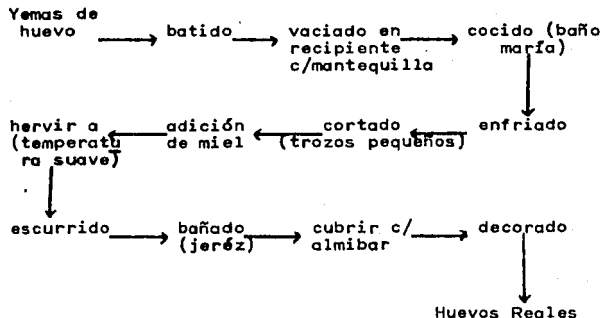 Yemas de
huevo
batido
vaciado en
recipiente
c/mantequilla
cocido (baño
maría)
enfriado
cortado
(trozos pequeños)
adición
de miel
hervir a
(temperatu
ra suave)
escurrido
bañado
(jeréz)
cubrir c/
almibar
decorado
Huevos Reales